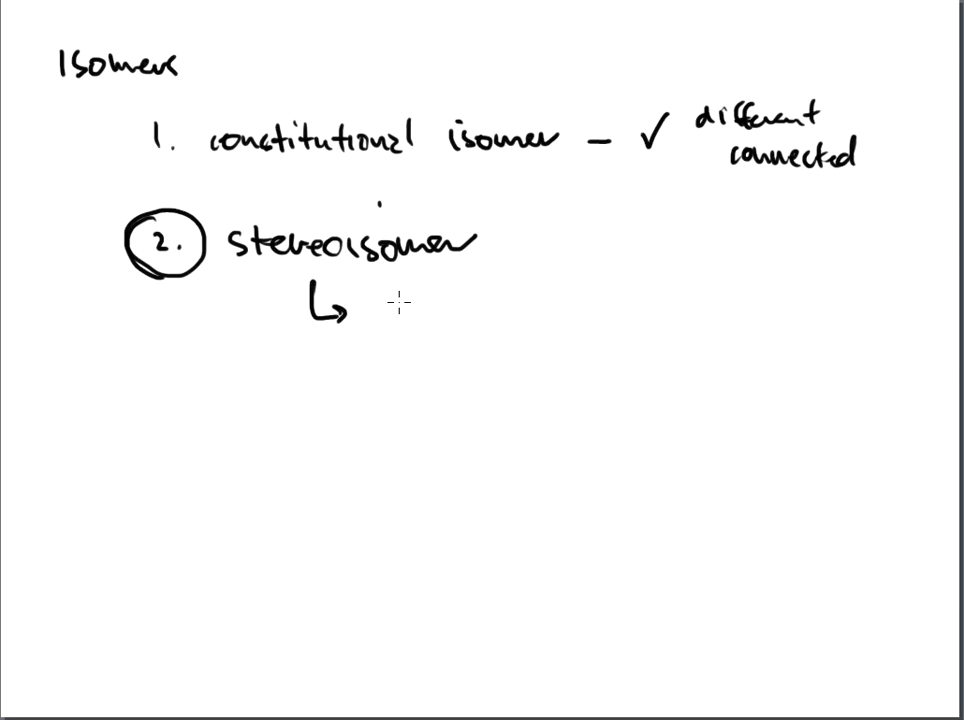 Isomers
1. constitutional isomer - ✓ different
connected
2. stereoisomer
↳